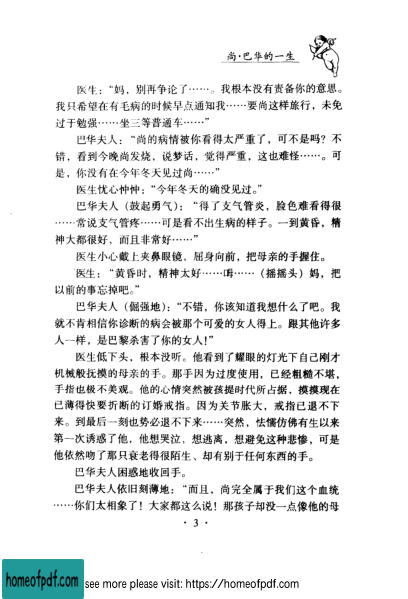 尚·巴华的一生
医生：“妈，别再争论了……。我根本没有责备你的意思。
我只希望在有毛病的时候早点通知我……要尚这样旅行，未免
过于勉强……坐三等普通车……”
巴华夫人：“尚的病情被你看得太严重了，可不是吗？不
错，看到今晚尚发烧，说梦话，觉得严重，这也难怪……。可
是，你没有在今年冬天见过尚……”
医生忧心忡忡：“今年冬天的确没见过。”
巴华夫人（鼓起勇气）：“得了支气管炎，脸色难看得很
……常说支气管疼……可是看不出生病的样子。一到黄昏，精
神大都很好，而且非常好……”
医生小心戴上夹鼻眼镜，屈身向前，把母亲的手握住。
医生：“黄昏时，精神太好……唔……（摇摇头）妈，把
以前的事忘掉吧。”
巴华夫人（倔强地）：“不错，你该知道我想什么了吧。我
就不肯相信你诊断的病会被那个可爱的女人得上。跟其他许多
人一样，是巴黎杀害了你的女人！”
医生低下头，根本没听。他看到了耀眼的灯光下自己刚才
机械般抚摸的母亲的手。那手因为过度使用，已经粗糙不堪，
手指也极不美观。他的心情突然被孩提时代所占据，摸摸现在
已薄得快要折断的订婚戒指。因为关节胀大，戒指已退不下
来。到最后一刻也势必退不下来……突然，怯懦仿佛有生以来
第一次诱惑了他，他想哭泣，想逃离，想避免这种悲惨，可是
他依然吻了那只衰老得很陌生、却有别于任何东西的手。
巴华夫人困惑地收回手。
巴华夫人依旧刻薄地：“而且，尚完全属于我们这个血统
……你们太相象了！大家都这么说！那孩子却没一点像他的母
· 3 ·
homeofpdf.com
see more please visit: https://homeofpdf.com